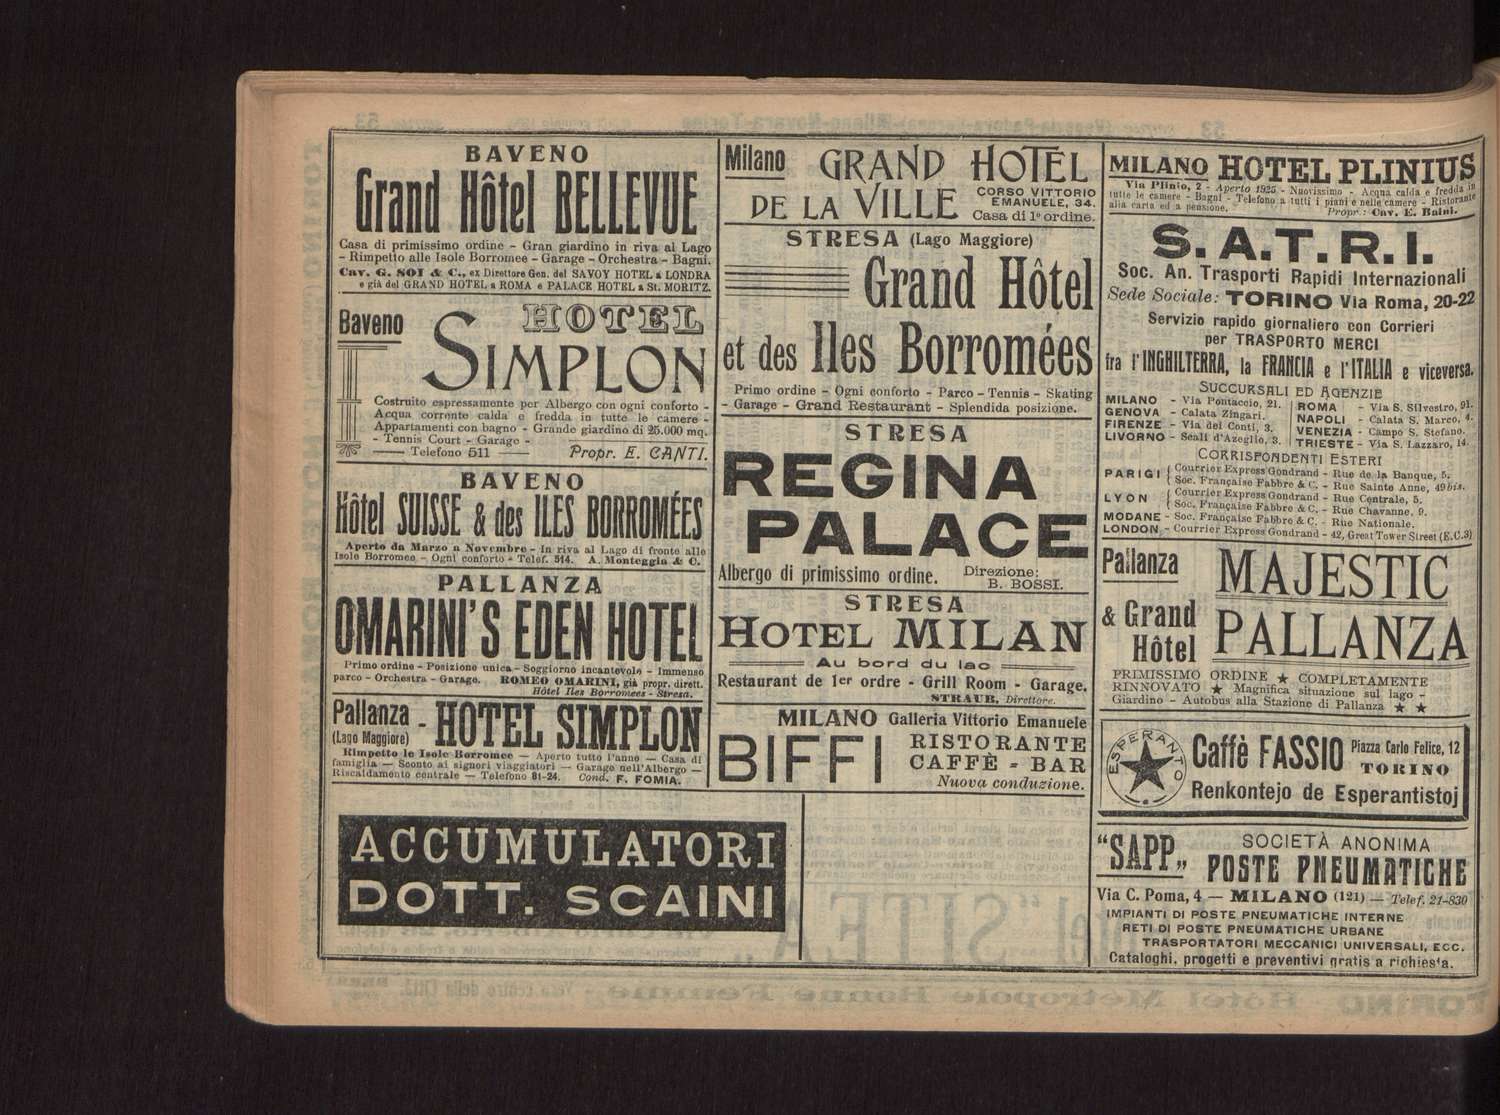 BAVENO
Grand Hôtel BELLEVUE
Casa di primissimo ordine - Gran giardino in riva al Lago
- Rimpetto alle Isole Borromee - Garage - Orchestra - Bagni.
Cav. G. SOI & C., ex Direttore Gen. del SAVOY HOTEL a LONDRA
e già del GRAND HOTEL a ROMA e PALACE HOTEL a St. MORITZ.
Baveno
HOTEL
SIMPLON
Costruito espressamente per Albergo con ogni conforto -
Acqua corrente calda e fredda in tutte le camere -
Appartamenti con bagno - Grande giardino di 25.000 mq.
- Tennis Court - Garage -
Telefono 511
Propr. E. CANTI.
BAVENO
Hôtel SUISSE & des ILES BORROMÉES
Aperto da Marzo a Novembre - In riva al Lago di fronte alle
Isole Borromee - Ogni conforto - Telef. 514. A. Monteggia & C.
PALLANZA
OMARINI'S EDEN HOTEL
Primo ordine - Posizione unica - Soggiorno incantevole - Immenso
parco - Orchestra - Garage. ROMEO OMARINI, già propr. dirett.
Hôtel Iles Borromees - Stresa.
Pallanza
(Lago Maggiore)
- HOTEL SIMPLON
Rimpetto le Isole Borromee — Aperto tutto l'anno — Casa di
famiglia — Sconto ai signori viaggiatori — Garage nell'Albergo —
Riscaldamento centrale — Telefono 81-24. Cond. F. FOMIA.
ACCUMULATORI
DOTT. SCAINI
Milano
GRAND HOTEL
DE LA VILLE
CORSO VITTORIO
EMANUELE, 34.
Casa di 1º ordine.
STRESA (Lago Maggiore)
Grand Hôtel
et des Iles Borromées
Primo ordine - Ogni conforto - Parco - Tennis - Skating
- Garage - Grand Restaurant - Splendida posizione.
STRESA
REGINA
PALACE
Albergo di primissimo ordine.
Direzione:
B. BOSSI.
STRESA
HOTEL MILAN
Au bord du lac
Restaurant de 1er ordre - Grill Room - Garage.
STRAUB, Direttore.
MILANO Galleria Vittorio Emanuele
BIFFI
RISTORANTE
CAFFÈ - BAR
Nuova conduzione.
MILANO HOTEL PLINIUS
Via Plinio, 2 - Aperto 1925 - Nuovissimo - Acqua calda e fredda in
tutte le camere - Bagni - Telefono a tutti i piani e nelle camere - Ristorante
alla carta ed a pensione. Propr.: Cav. E. Baini.
S.A.T.R.I.
Soc. An. Trasporti Rapidi Internazionali
Sede Sociale: TORINO Via Roma, 20-22
Servizio rapido giornaliero con Corrieri
per TRASPORTO MERCI
fra l'INGHILTERRA, la FRANCIA e l'ITALIA e viceversa.
SUCCURSALI ED AGENZIE
MILANO - Via Pontaccio, 21.
GENOVA - Calata Zingari.
FIRENZE - Via dei Conti, 3.
LIVORNO - Scali d'Azeglio, 3.
ROMA - Via S. Silvestro, 91.
NAPOLI - Calata S. Marco, 4.
VENEZIA - Campo S. Stefano.
TRIESTE - Via S. Lazzaro, 14.
CORRISPONDENTI ESTERI
PARIGI { Courrier Express Gondrand - Rue de la Banque, 5.
Soc. Française Fabbre & C. - Rue Sainte Anne, 49 bis.
LYON { Courrier Express Gondrand - Rue Centrale, 5.
Soc. Française Fabbre & C. - Rue Chavanne. 9.
MODANE - Soc. Française Fabbre & C. - Rue Nationale.
LONDON - Courrier Express Gondrand - 42, Great Tower Street (E.C.3)
Pallanza
MAJESTIC
& Grand
Hôtel
PALLANZA
PRIMISSIMO ORDINE ★ COMPLETAMENTE
RINNOVATO ★ Magnifica situazione sul lago -
Giardino - Autobus alla Stazione di Pallanza ★ ★
ESPERANTO
Caffè FASSIO Piazza Carlo Felice, 12
TORINO
Renkontejo de Esperantistoj
"SAPP„
SOCIETÀ ANONIMA
POSTE PNEUMATICHE
Via C. Poma, 4 — MILANO (121) — Telef. 21-830
IMPIANTI DI POSTE PNEUMATICHE INTERNE
RETI DI POSTE PNEUMATICHE URBANE
TRASPORTATORI MECCANICI UNIVERSALI, ECC.
Cataloghi, progetti e preventivi gratis a richiesta.